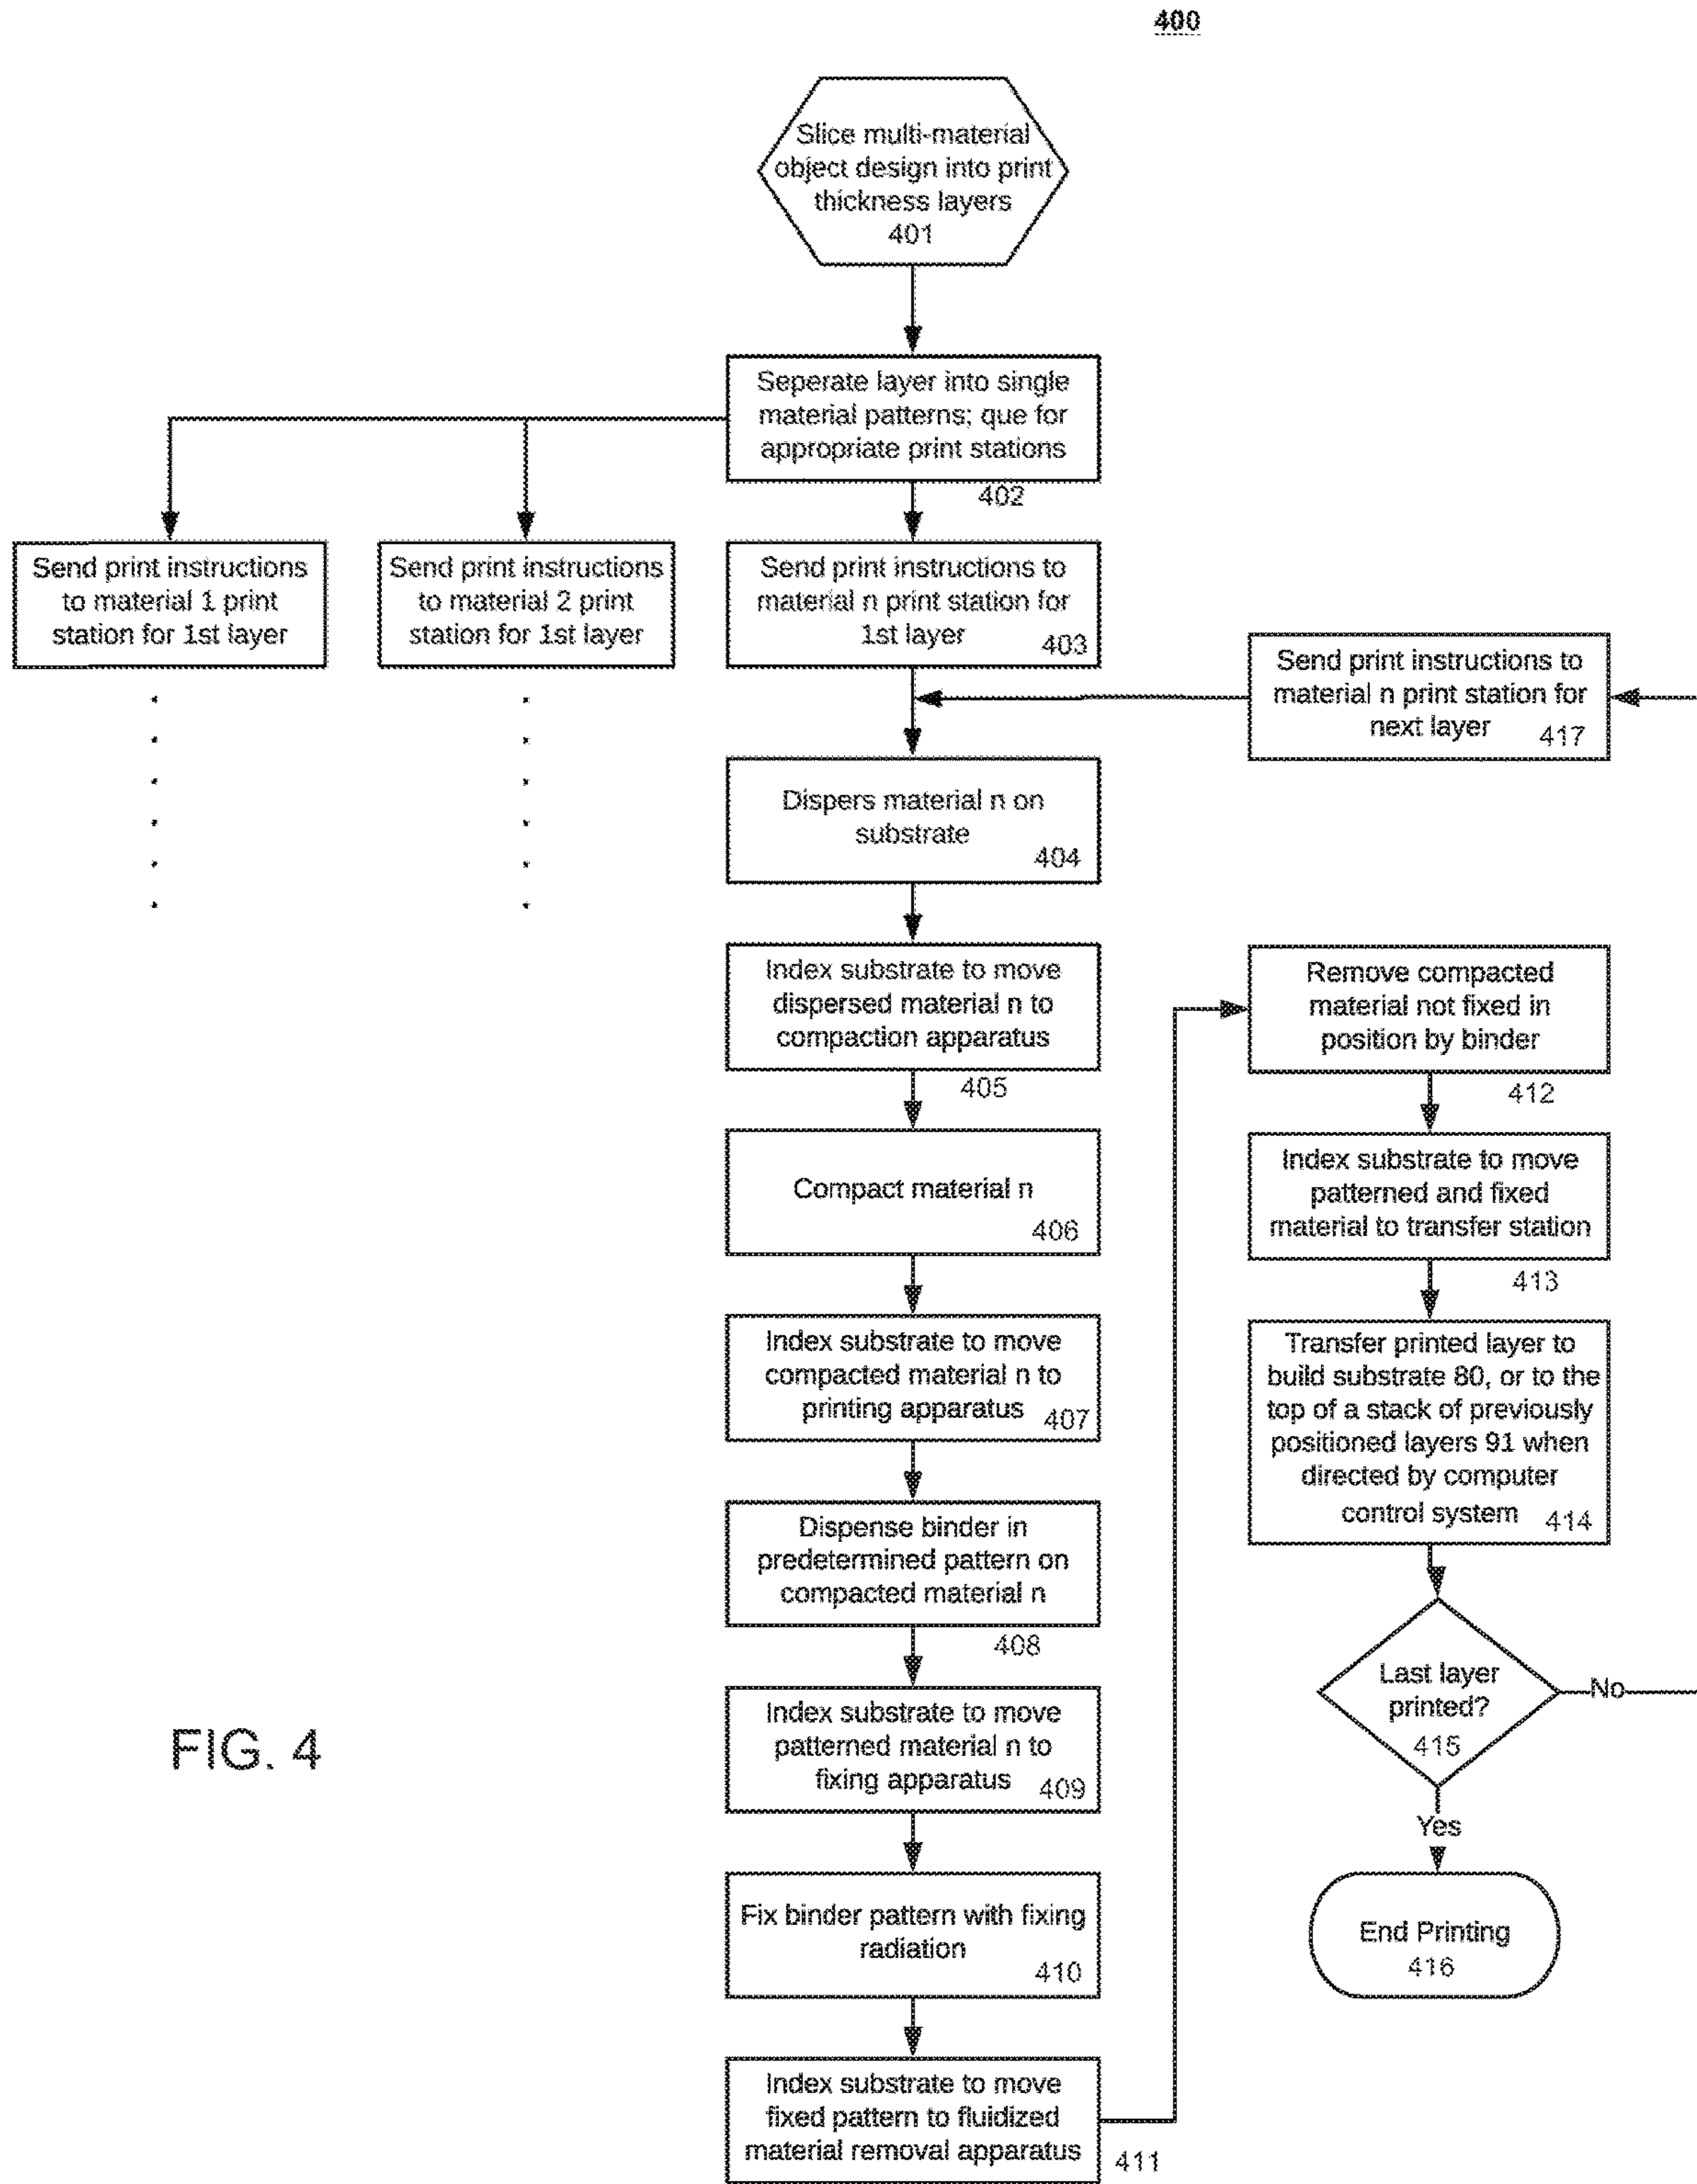 400
Slice multi-material
object design into print
thickness layers
401
Seperate layer into single
material patterns; que for
appropriate print stations
402
Send print instructions
to material 1 print
station for 1st layer
Send print instructions
to material 2 print
station for 1st layer
Send print instructions to
material n print station for
1st layer
403
Send print instructions to
material n print station for
next layer
417
Dispers material n on
substrate
404
Index substrate to move
dispersed material n to
compaction apparatus
405
Compact material n
406
Index substrate to move
compacted material n to
printing apparatus
407
Dispense binder in
predetermined pattern on
compacted material n
408
Index substrate to move
patterned material n to
fixing apparatus
409
Fix binder pattern with fixing
radiation
410
Index substrate to move
fixed pattern to fluidized
material removal apparatus
411
Remove compacted
material not fixed in
position by binder
412
Index substrate to move
patterned and fixed
material to transfer station
413
Transfer printed layer to
build substrate 80, or to the
top of a stack of previously
positioned layers 91 when
directed by computer
control system
414
Last layer
printed?
415
No
Yes
End Printing
416
FIG. 4